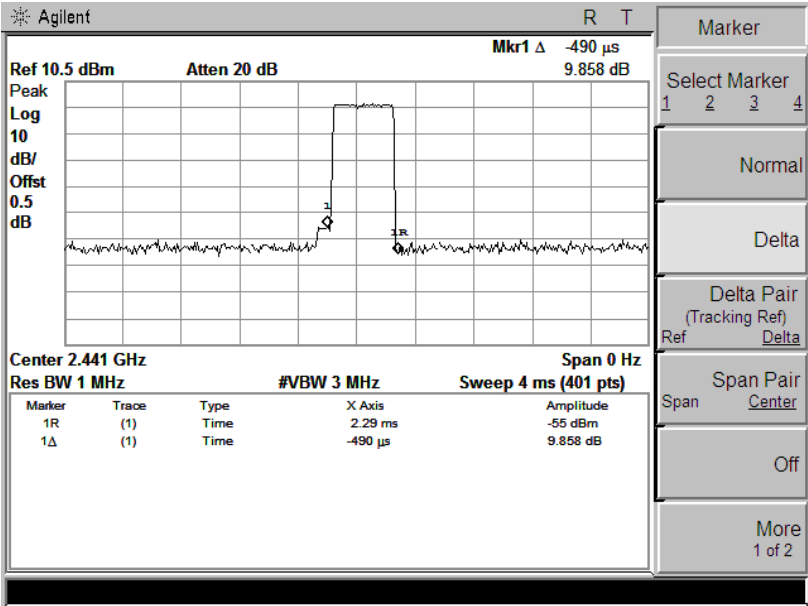 Agilent R T
Mkr1 Δ -490 µs
Ref 10.5 dBm Atten 20 dB 9.858 dB
Peak
Log
10
dB/
Offst
0.5
dB
1
1R
Center 2.441 GHz Span 0 Hz
Res BW 1 MHz #VBW 3 MHz Sweep 4 ms (401 pts)
Marker Trace Type X Axis Amplitude
1R (1) Time 2.29 ms -55 dBm
1Δ (1) Time -490 µs 9.858 dB
Marker
Select Marker
1 2 3 4
Normal
Delta
Delta Pair
(Tracking Ref)
Ref Delta
Span Pair
Span Center
Off
More
1 of 2